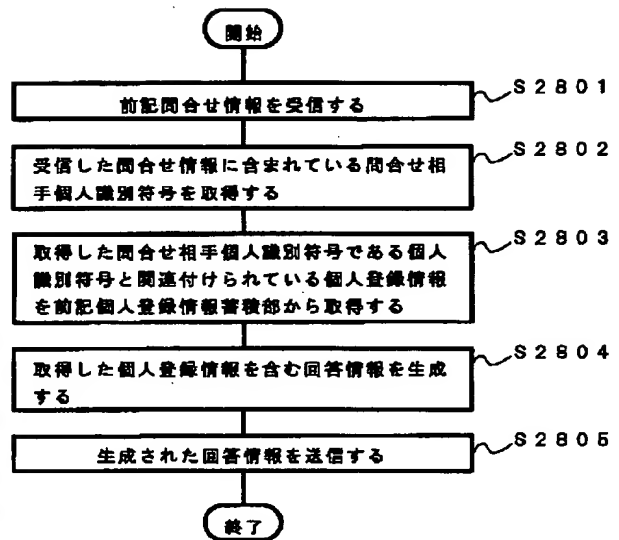 開始
前記問合せ情報を受信する
S2801
受信した問合せ情報に含まれている問合せ相
手個人識別符号を取得する
S2802
取得した問合せ相手個人識別符号である個人
識別符号と関連付けられている個人登録情報
を前記個人登録情報蓄積部から取得する
S2803
取得した個人登録情報を含む回答情報を生成
する
S2804
生成された回答情報を送信する
S2805
終了